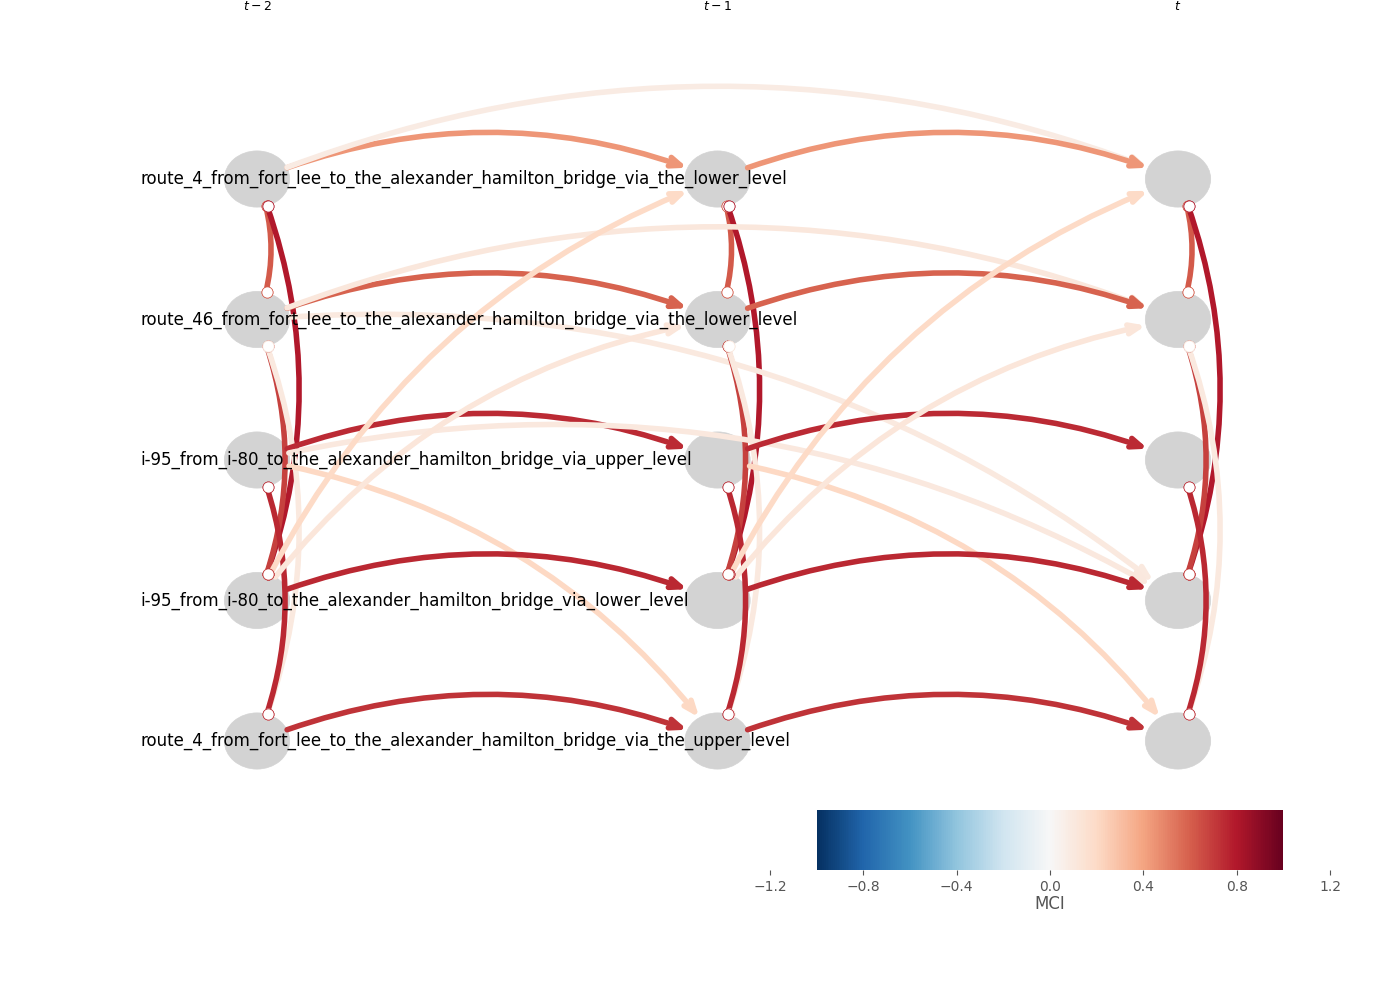 t − 2 t − 1 t
route_4_from_fort_lee_to_the_alexander_hamilton_bridge_via_the_lower_level
route_46_from_fort_lee_to_the_alexander_hamilton_bridge_via_the_lower_level
i-95_from_i-80_to_the_alexander_hamilton_bridge_via_upper_level
i-95_from_i-80_to_the_alexander_hamilton_bridge_via_lower_level
route_4_from_fort_lee_to_the_alexander_hamilton_bridge_via_the_upper_level
−1.2 −0.8 −0.4 0.0 0.4 0.8 1.2
MCI